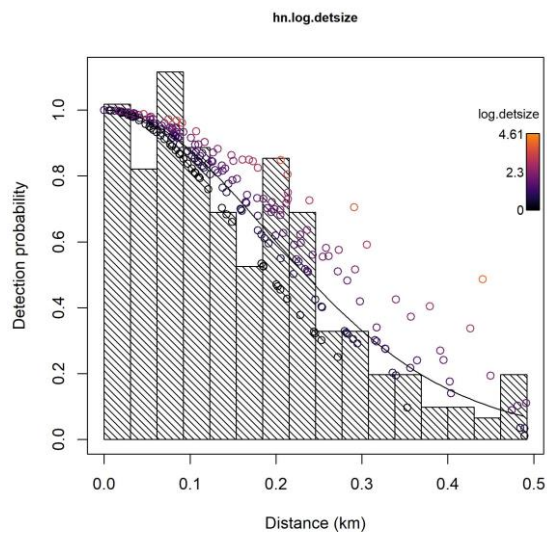 hn.log.detsize
log.detsize
4.61
2.3
0
Detection probability
1.0
0.8
0.6
0.4
0.2
0.0
0.0 0.1 0.2 0.3 0.4 0.5
Distance (km)